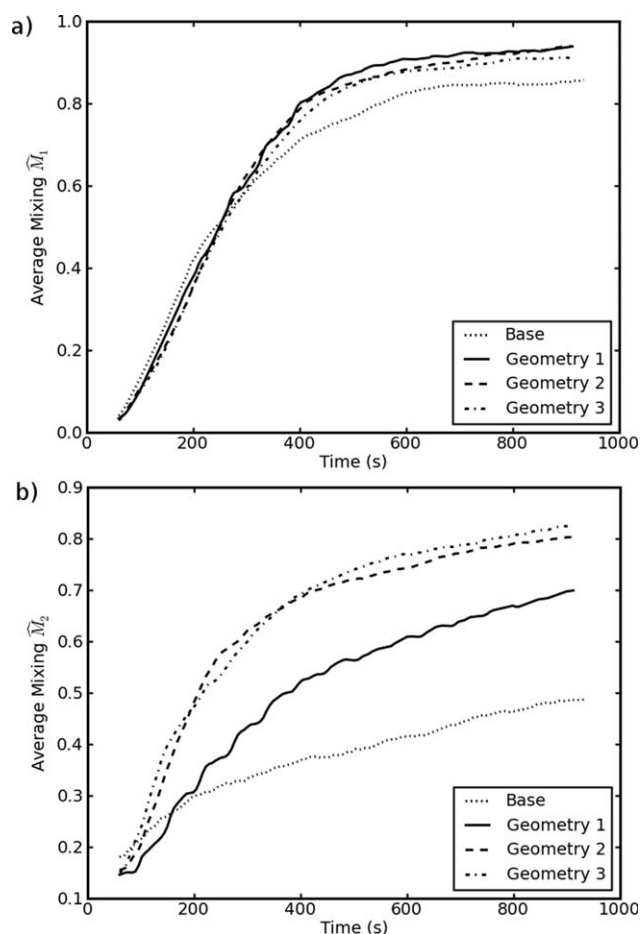 a)
1.0
0.8
0.6
0.4
0.2
0.0
Average Mixing M̂₁
Base
Geometry 1
Geometry 2
Geometry 3
0 200 400 600 800 1000
Time (s)
b)
0.9
0.8
0.7
0.6
0.5
0.4
0.3
0.2
0.1
Average Mixing M̂₂
Base
Geometry 1
Geometry 2
Geometry 3
0 200 400 600 800 1000
Time (s)